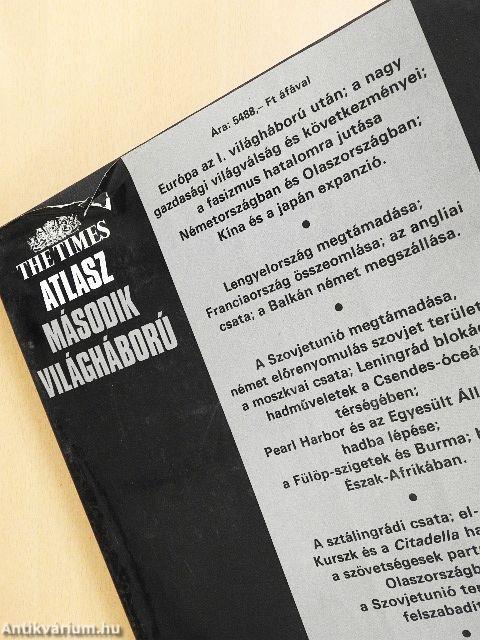 THE TIMES
ATLASZ
MÁSODIK
VILÁGHÁBORÚ
Ára: 5488,– Ft áfával
Európa az I. világháború után; a nagy
gazdasági világválság és következményei;
a fasizmus hatalomra jutása
Németországban és Olaszországban;
Kína és a japán expanzió.
•
Lengyelország megtámadása;
Franciaország összeomlása; az angliai
csata; a Balkán német megszállása.
•
A Szovjetunió megtámadása,
német előrenyomulás szovjet terület
a moszkvai csata; Leningrád blokád
hadműveletek a Csendes-óceán
térségében;
Pearl Harbor és az Egyesült Áll
hadba lépése;
a Fülöp-szigetek és Burma;
Észak-Afrikában.
•
A sztálingrádi csata; el-
Kurszk és a Citadella ha
a szövetségesek part
Olaszországb
a Szovjetunió te
felszabadít
Antikvárium.hu